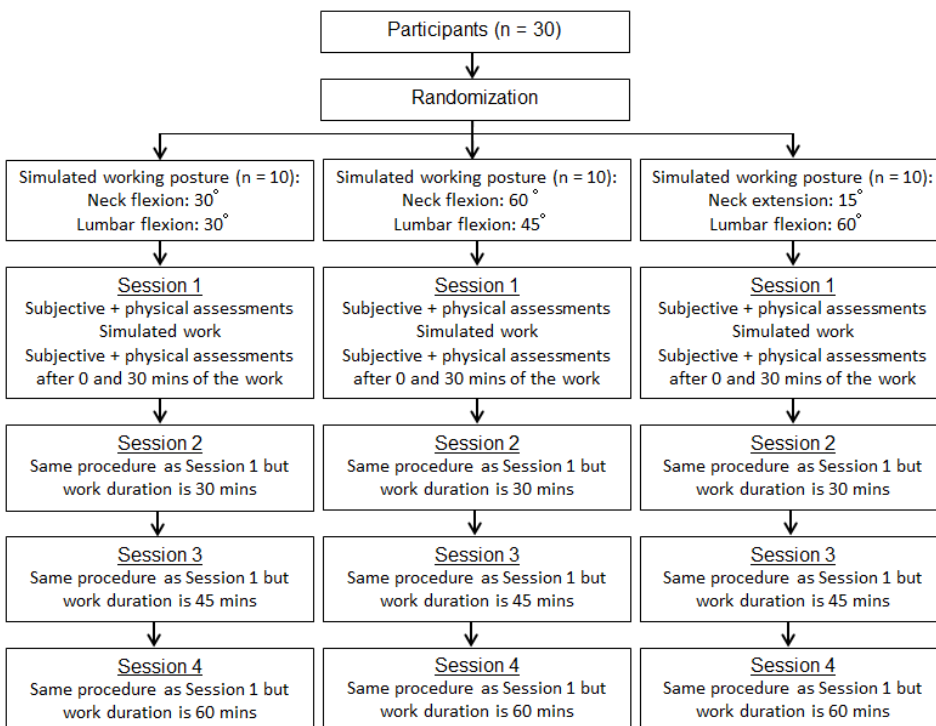 Participants (n = 30)
Randomization
Simulated working posture (n = 10):
Neck flexion: 30°
Lumbar flexion: 30°
Simulated working posture (n = 10):
Neck flexion: 60 °
Lumbar flexion: 45°
Simulated working posture (n = 10):
Neck extension: 15°
Lumbar flexion: 60°
Session 1
Subjective + physical assessments
Simulated work
Subjective + physical assessments
after 0 and 30 mins of the work
Session 1
Subjective + physical assessments
Simulated work
Subjective + physical assessments
after 0 and 30 mins of the work
Session 1
Subjective + physical assessments
Simulated work
Subjective + physical assessments
after 0 and 30 mins of the work
Session 2
Same procedure as Session 1 but
work duration is 30 mins
Session 2
Same procedure as Session 1 but
work duration is 30 mins
Session 2
Same procedure as Session 1 but
work duration is 30 mins
Session 3
Same procedure as Session 1 but
work duration is 45 mins
Session 3
Same procedure as Session 1 but
work duration is 45 mins
Session 3
Same procedure as Session 1 but
work duration is 45 mins
Session 4
Same procedure as Session 1 but
work duration is 60 mins
Session 4
Same procedure as Session 1 but
work duration is 60 mins
Session 4
Same procedure as Session 1 but
work duration is 60 mins